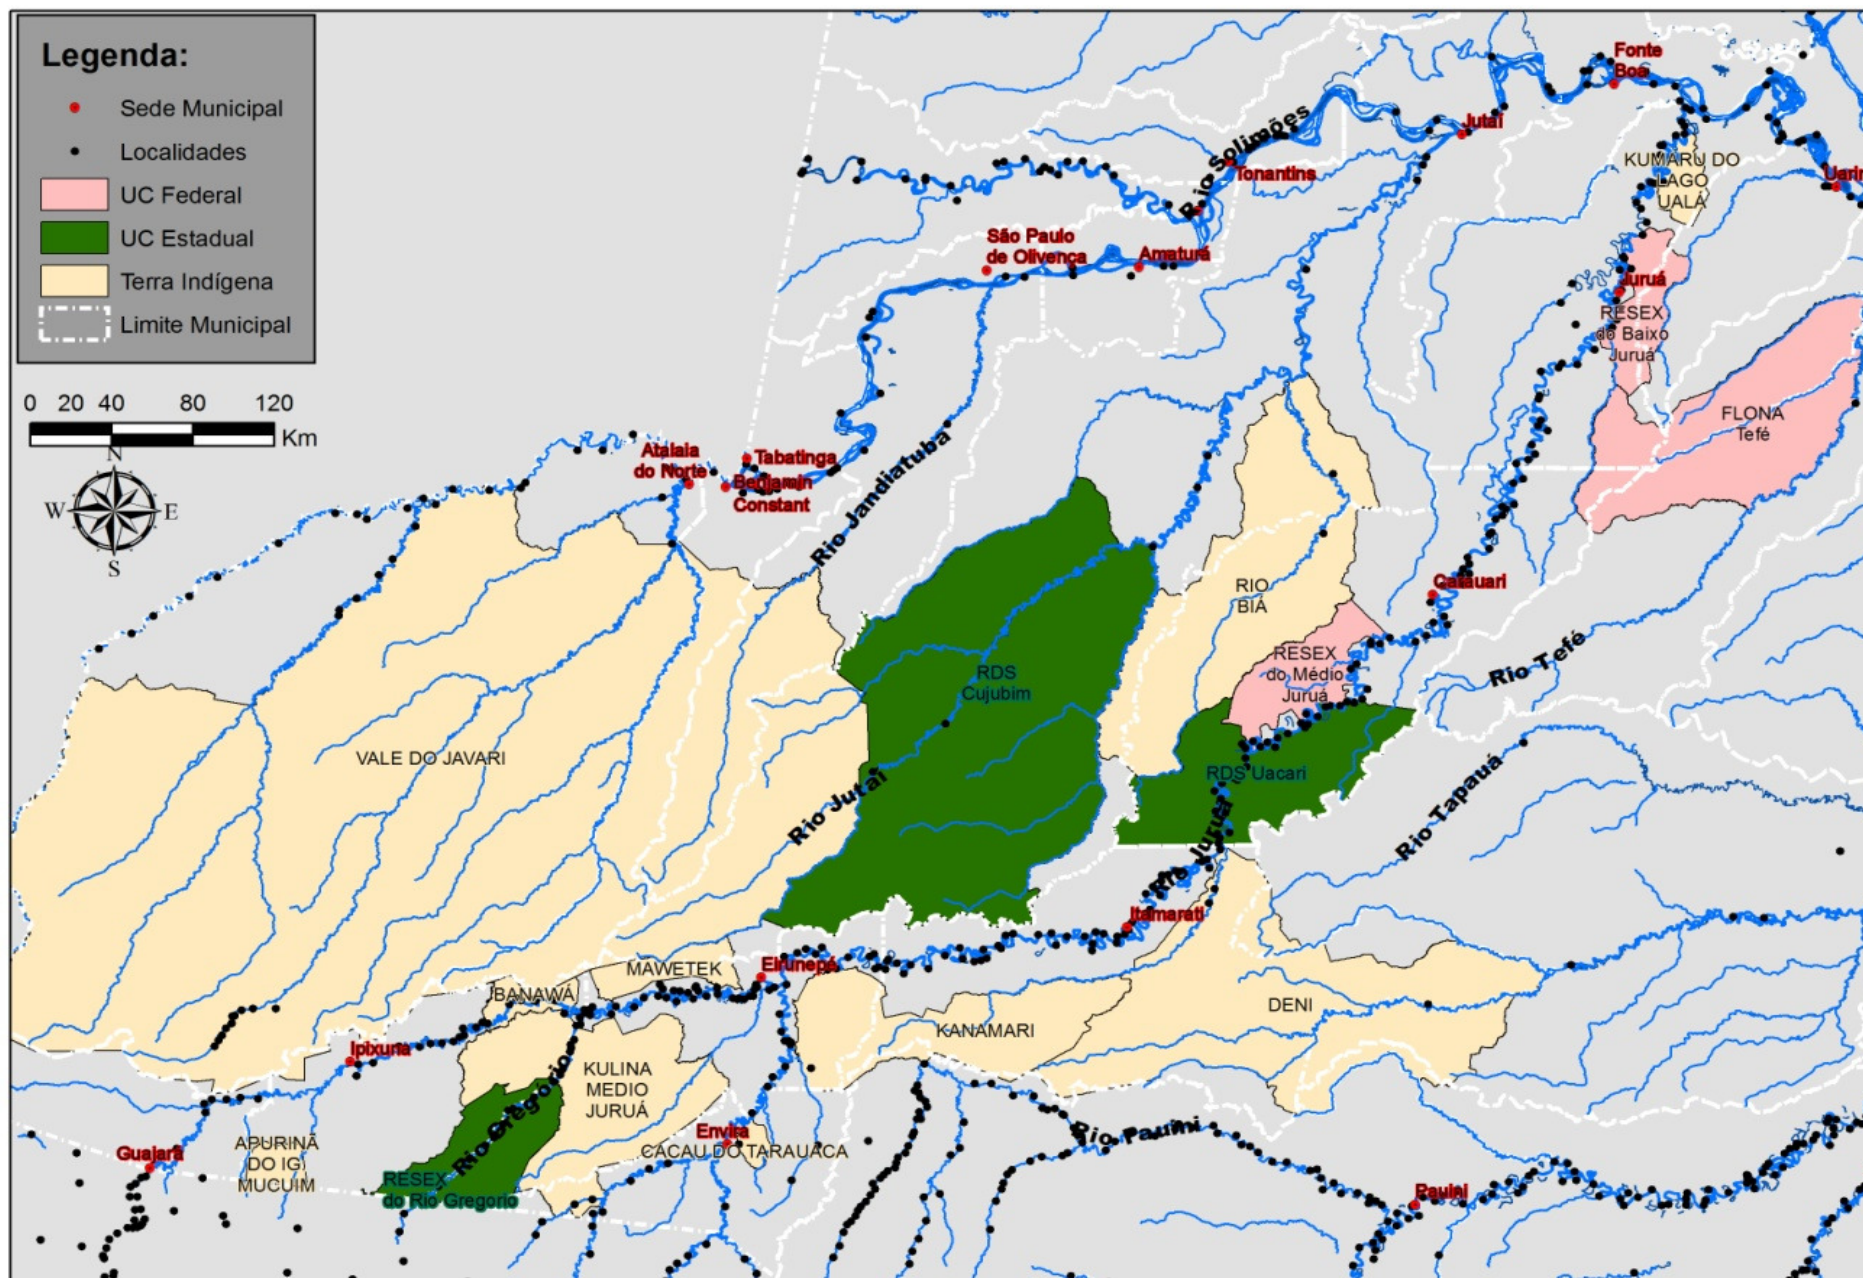 Legenda:
Sede Municipal
Localidades
UC Federal
UC Estadual
Terra Indígena
Limite Municipal
0 20 40 80 120
Km
N
W E
S
Fonte
Boa
Jutaí
Rio Solimões
Tonantins
KUMARU DO
LAGO
UALÁ
Uarin
São Paulo
de Olivença
Amaturá
Juruá
RESEX
do Baixo
Juruá
FLONA
Tefé
Atalaia
do Norte
Tabatinga
Benjamin
Constant
Rio Jandiatuba
RIO
BIÁ
Carauari
RESEX
do Médio
Juruá
Rio Tefé
RDS
Cujubim
VALE DO JAVARI
RDS Uacari
Rio Jutaí
Rio Juruá
Rio Tapauá
Itamarati
MAWETEK
Eirunepé
BANAWÁ
DENI
KANAMARI
Ipixuna
KULINA
MEDIO
JURUÁ
Rio Gregorio
Envira
CACAU DO TARAUACA
Rio Pauini
Guajará
APURINÃ
DO IG
MUCUIM
RESEX
do Rio Gregorio
Pauini